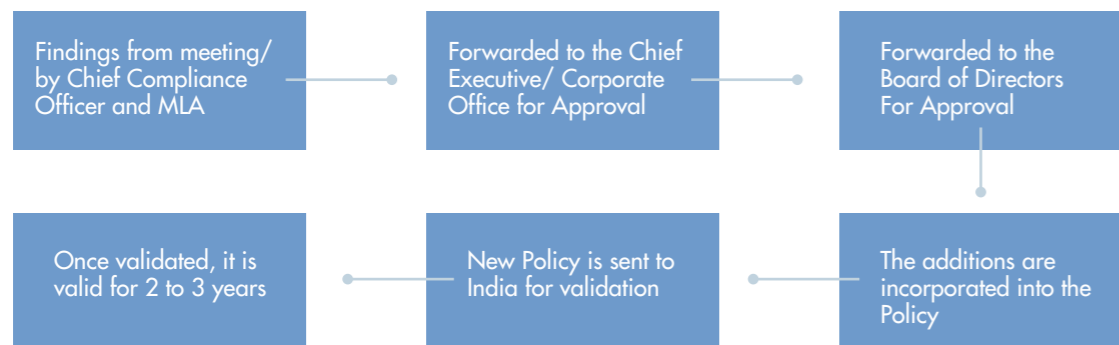 Findings from meeting/
by Chief Compliance
Officer and MLA
Forwarded to the Chief
Executive/ Corporate
Office for Approval
Forwarded to the
Board of Directors
For Approval
The additions are
incorporated into the
Policy
New Policy is sent to
India for validation
Once validated, it is
valid for 2 to 3 years